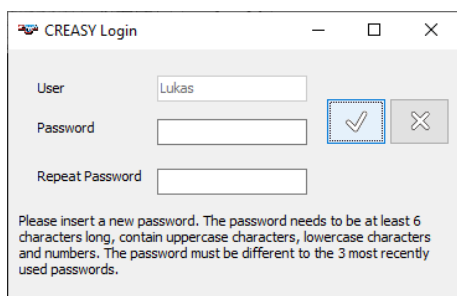 CREASY Login
User
Lukas
Password
Repeat Password
Please insert a new password. The password needs to be at least 6
characters long, contain uppercase characters, lowercase characters
and numbers. The password must be different to the 3 most recently
used passwords.